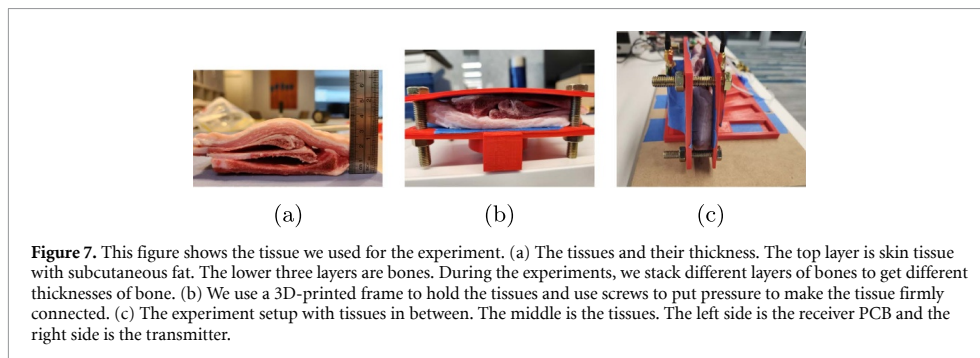 (a)
(b)
(c)
Figure 7. This figure shows the tissue we used for the experiment. (a) The tissues and their thickness. The top layer is skin tissue
with subcutaneous fat. The lower three layers are bones. During the experiments, we stack different layers of bones to get different
thicknesses of bone. (b) We use a 3D-printed frame to hold the tissues and use screws to put pressure to make the tissue firmly
connected. (c) The experiment setup with tissues in between. The middle is the tissues. The left side is the receiver PCB and the
right side is the transmitter.